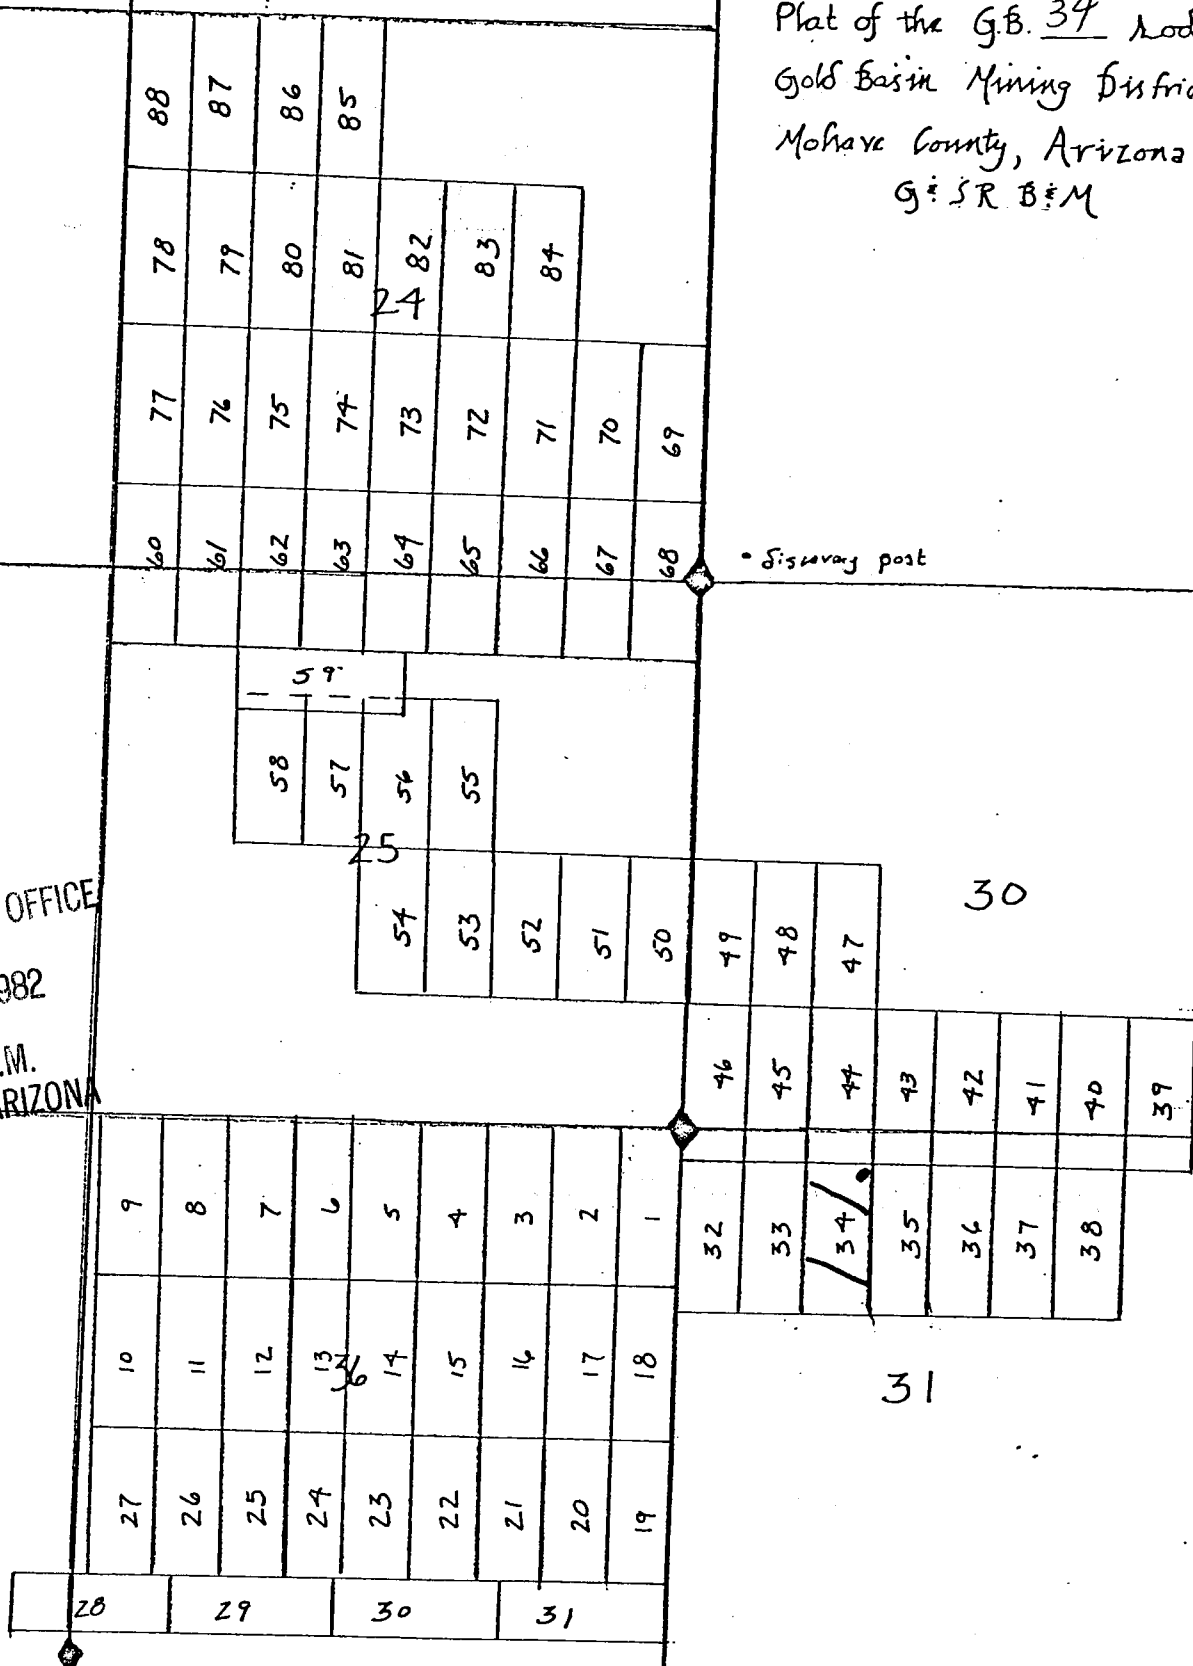 Plat of the G.B. 34 Lod
Gold Basin Mining Distric
Mohave County, Arizona
G & S R B & M
88 87 86 85
78 79 80 81 82 83 84
24
77 76 75 74 73 72 71 70 69
60 61 62 63 64 65 66 67 68
• discovery post
59
58 57 56 55
25
54 53 52 51 50 49 48 47
30
OFFICE
982
.M.
ARIZONA
46 45 44 43 42 41 40 39
9 8 7 6 5 4 3 2 1
32 33 34 35 36 37 38
10 11 12 13 14 15 16 17 18
36
31
27 26 25 24 23 22 21 20 19
28 29 30 31